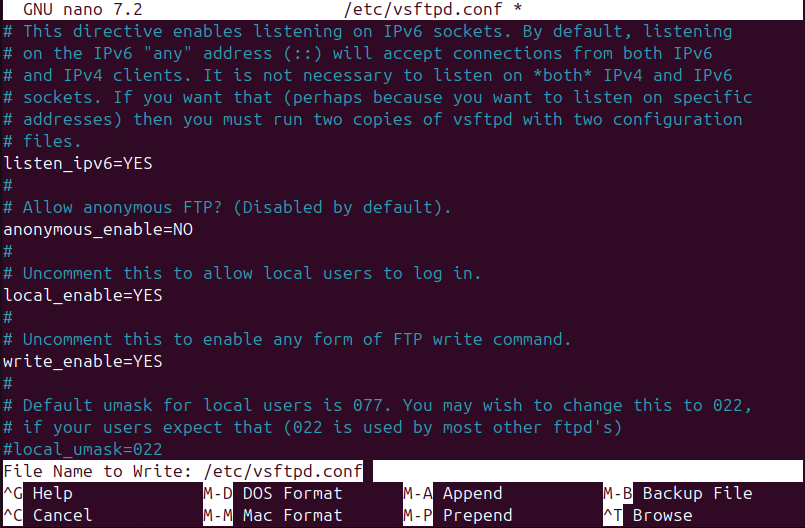 GNU nano 7.2 /etc/vsftpd.conf *
# This directive enables listening on IPv6 sockets. By default, listening
# on the IPv6 "any" address (::) will accept connections from both IPv6
# and IPv4 clients. It is not necessary to listen on *both* IPv4 and IPv6
# sockets. If you want that (perhaps because you want to listen on specific
# addresses) then you must run two copies of vsftpd with two configuration
# files.
listen_ipv6=YES
#
# Allow anonymous FTP? (Disabled by default).
anonymous_enable=NO
#
# Uncomment this to allow local users to log in.
local_enable=YES
#
# Uncomment this to enable any form of FTP write command.
write_enable=YES
#
# Default umask for local users is 077. You may wish to change this to 022,
# if your users expect that (022 is used by most other ftpd's)
#local_umask=022
File Name to Write: /etc/vsftpd.conf
^G Help M-D DOS Format M-A Append M-B Backup File
^C Cancel M-M Mac Format M-P Prepend ^T Browse